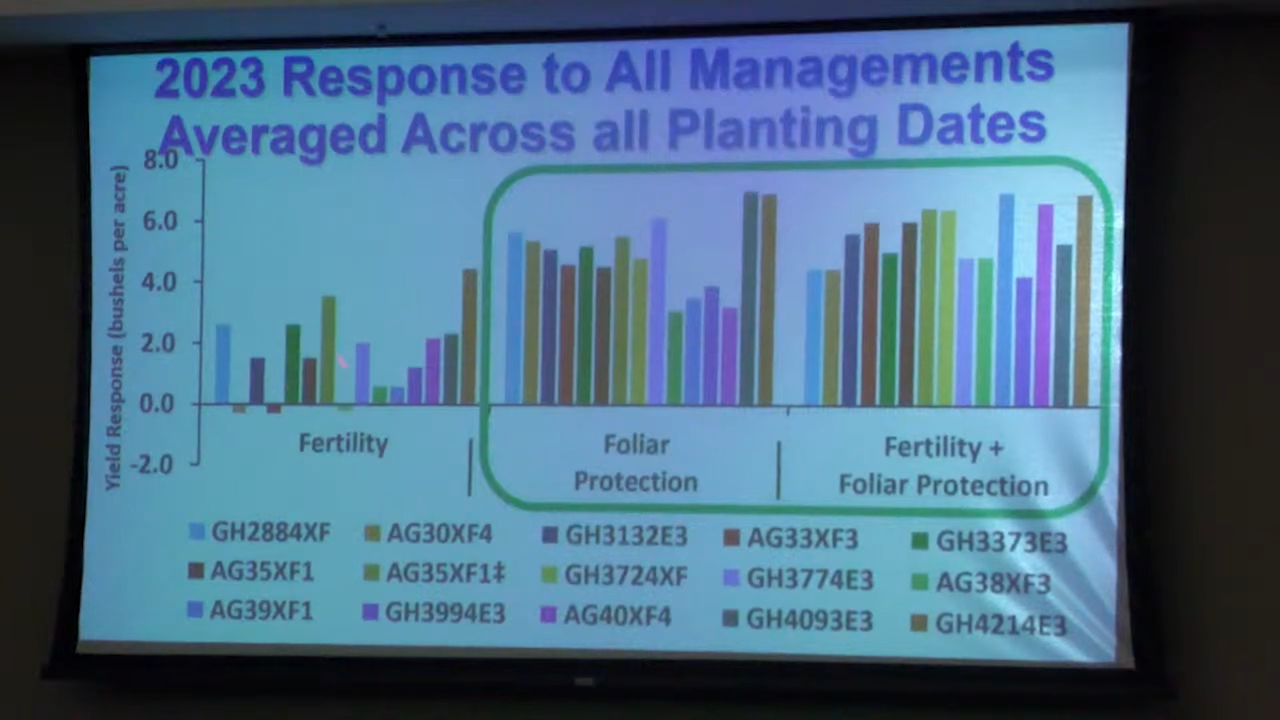 2023 Response to All Managements
Averaged Across all Planting Dates
Yield Response (bushels per acre)
8.0
6.0
4.0
2.0
0.0
-2.0
Fertility
Foliar
Protection
Fertility +
Foliar Protection
GH2884XF AG30XF4 GH3132E3 AG33XF3 GH3373E3
AG35XF1 AG35XF1‡ GH3724XF GH3774E3 AG38XF3
AG39XF1 GH3994E3 AG40XF4 GH4093E3 GH4214E3